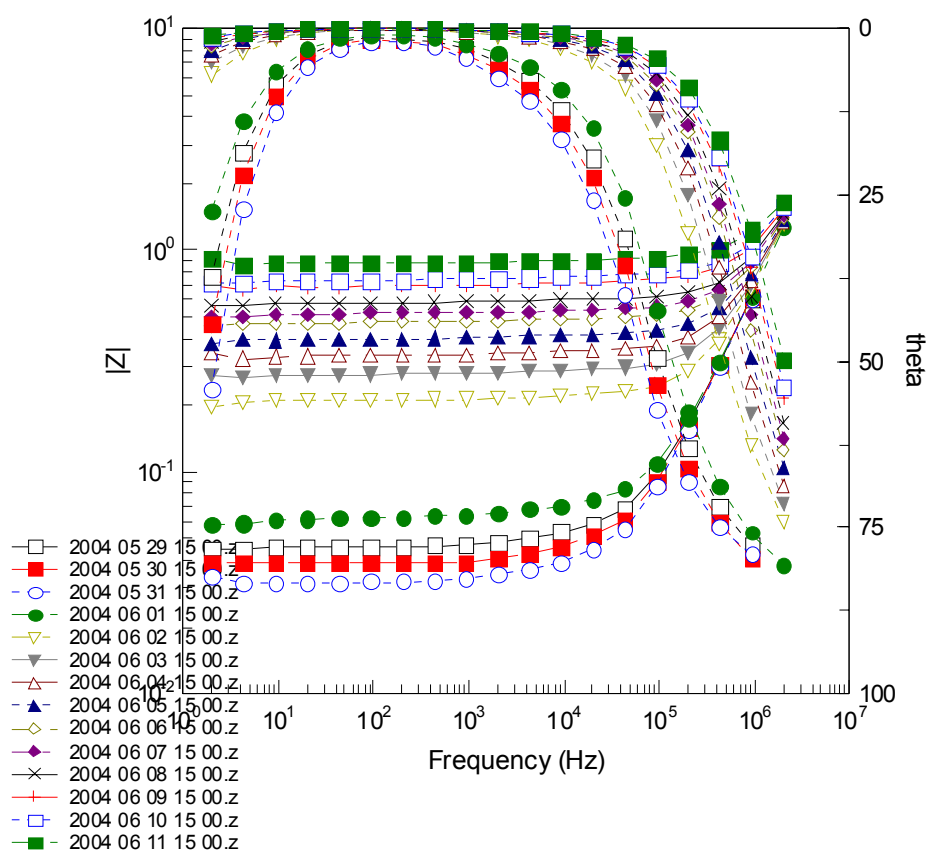 10^1
0
10^0
25
|Z|
50
theta
10^-1
75
10^-2
100
10^0
10^1
10^2
10^3
10^4
10^5
10^6
10^7
Frequency (Hz)
2004 05 29 15 00.z
2004 05 30 15 00.z
2004 05 31 15 00.z
2004 06 01 15 00.z
2004 06 02 15 00.z
2004 06 03 15 00.z
2004 06 04 15 00.z
2004 06 05 15 00.z
2004 06 06 15 00.z
2004 06 07 15 00.z
2004 06 08 15 00.z
2004 06 09 15 00.z
2004 06 10 15 00.z
2004 06 11 15 00.z